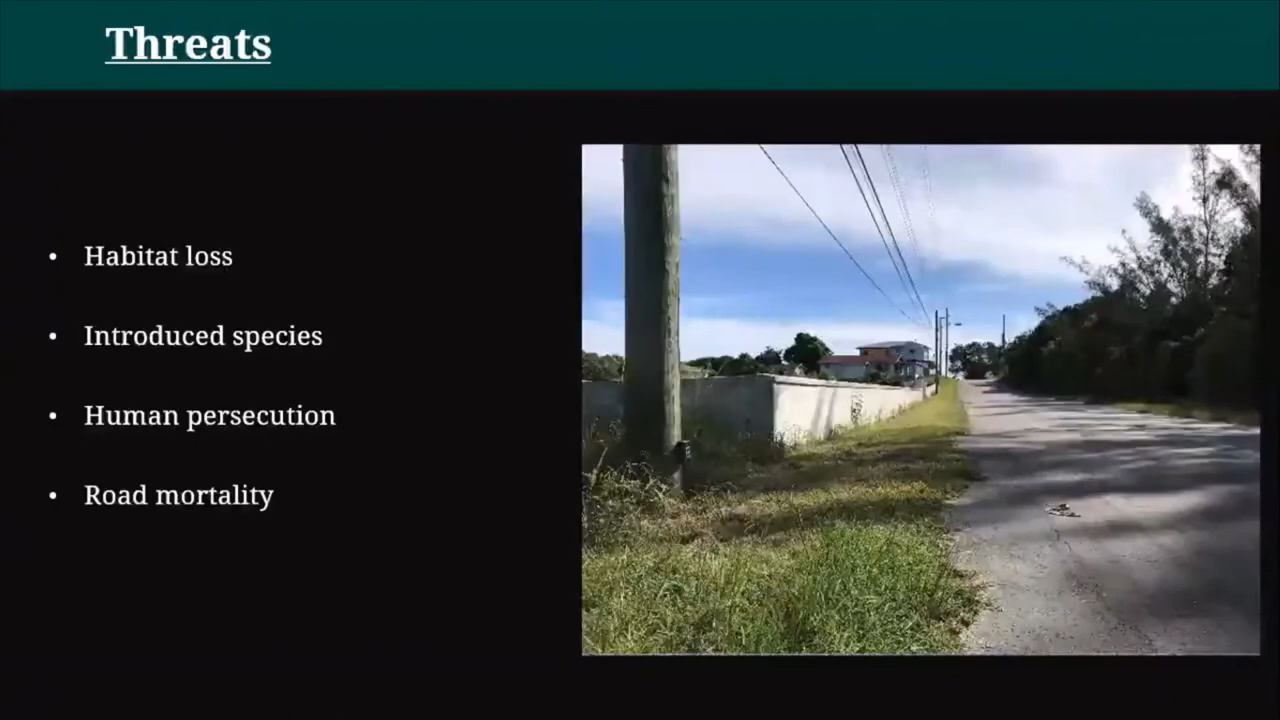 Threats
• Habitat loss
• Introduced species
• Human persecution
• Road mortality